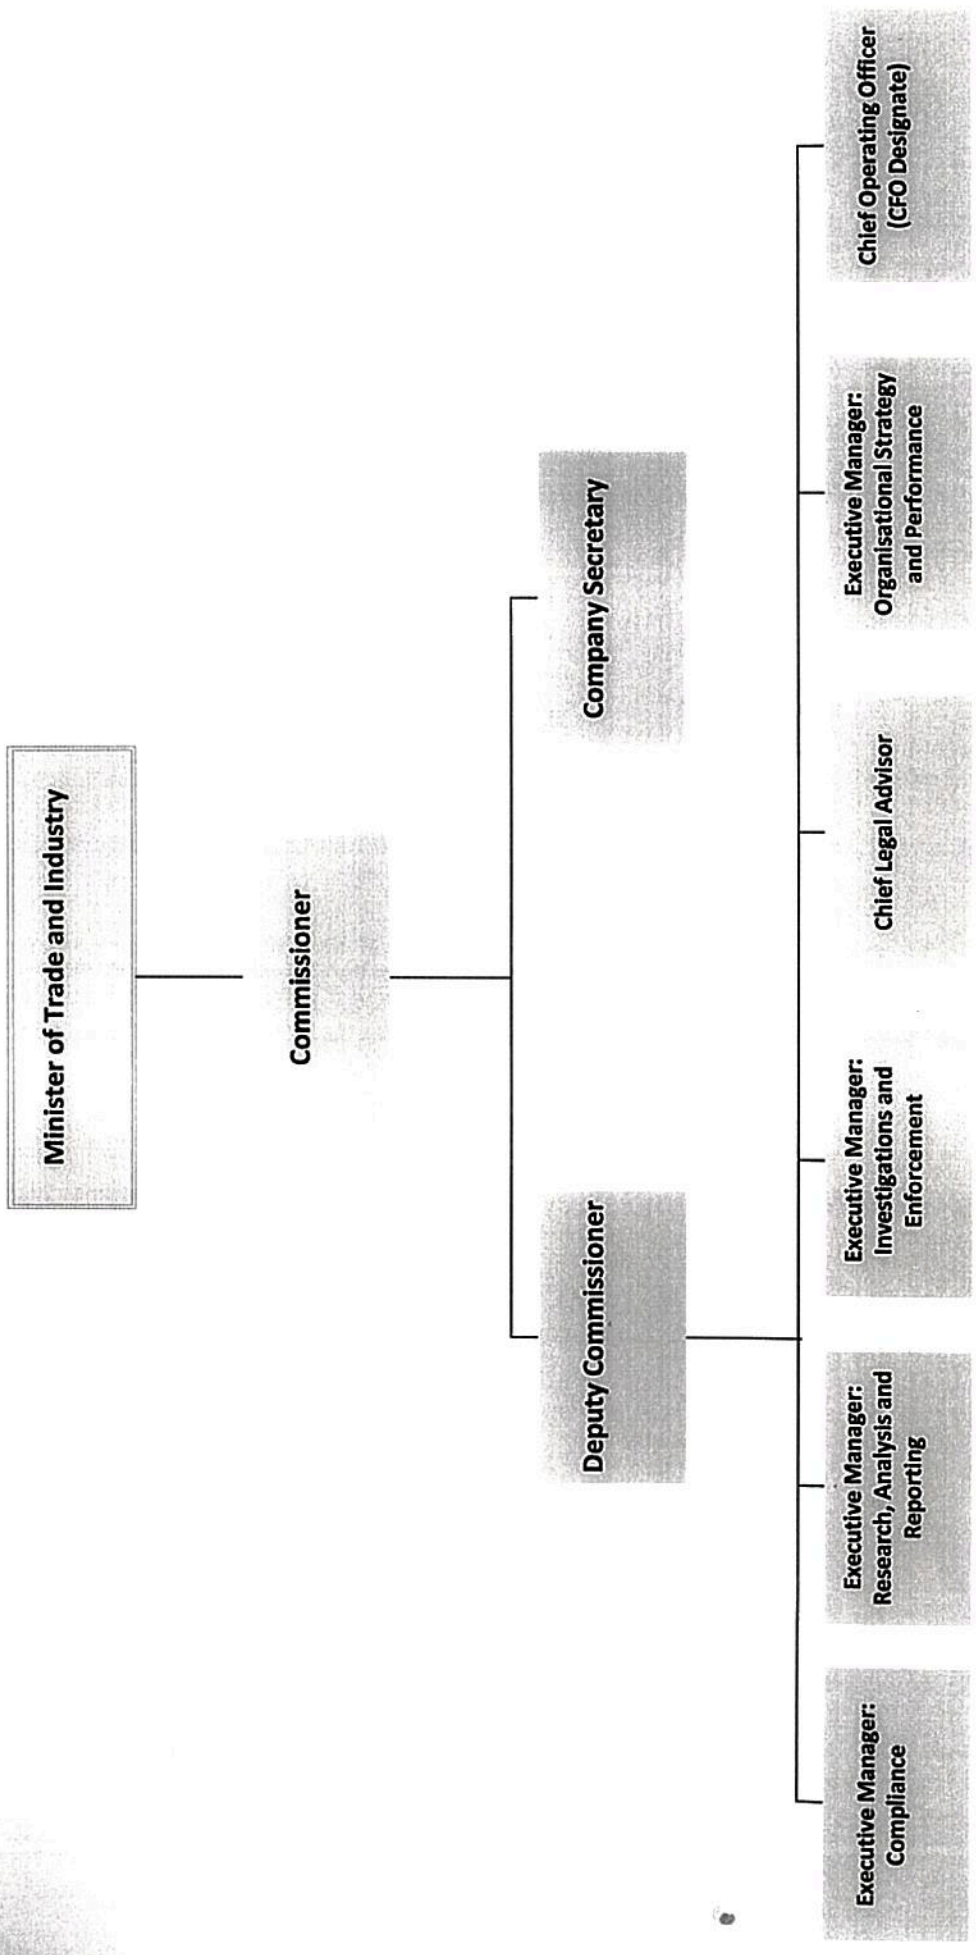 Minister of Trade and Industry
Commissioner
Deputy Commissioner
Company Secretary
Executive Manager:
Compliance
Executive Manager:
Research, Analysis and
Reporting
Executive Manager:
Investigations and
Enforcement
Chief Legal Advisor
Executive Manager:
Organisational Strategy
and Performance
Chief Operating Officer
(CFO Designate)